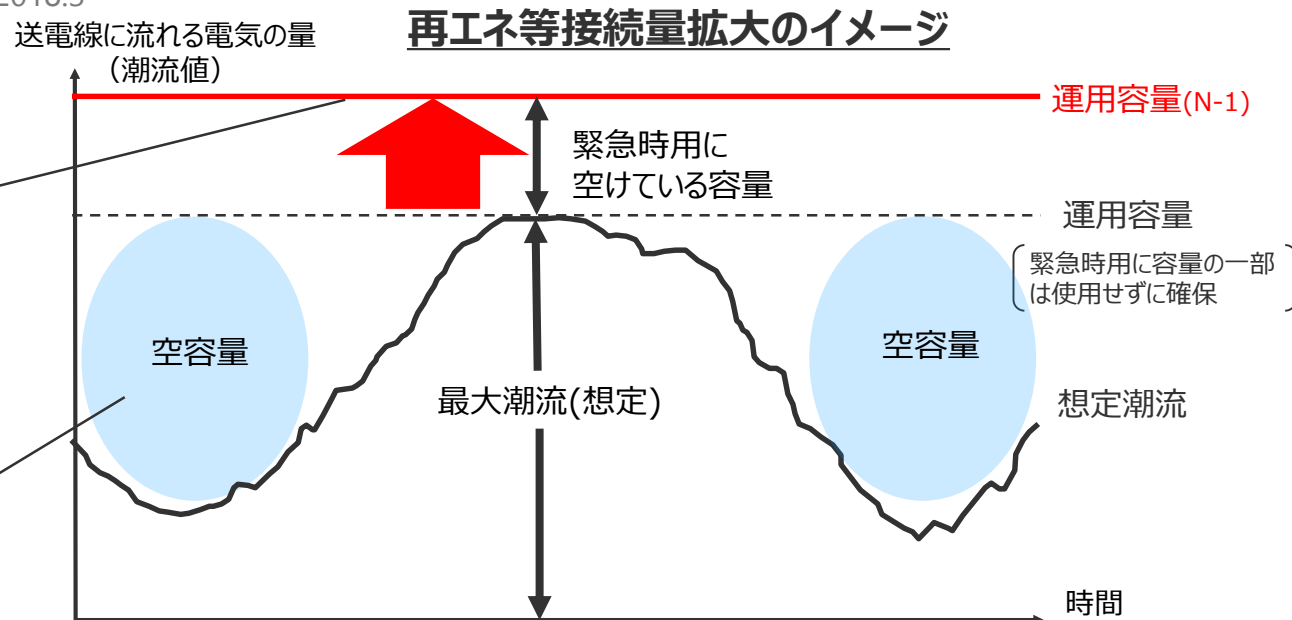 2018.5
送電線に流れる電気の量
（潮流値）
再エネ等接続量拡大のイメージ
運用容量(N-1)
緊急時用に
空けている容量
運用容量
緊急時用に容量の一部
は使用せずに確保
空容量
空容量
最大潮流(想定)
想定潮流
時間